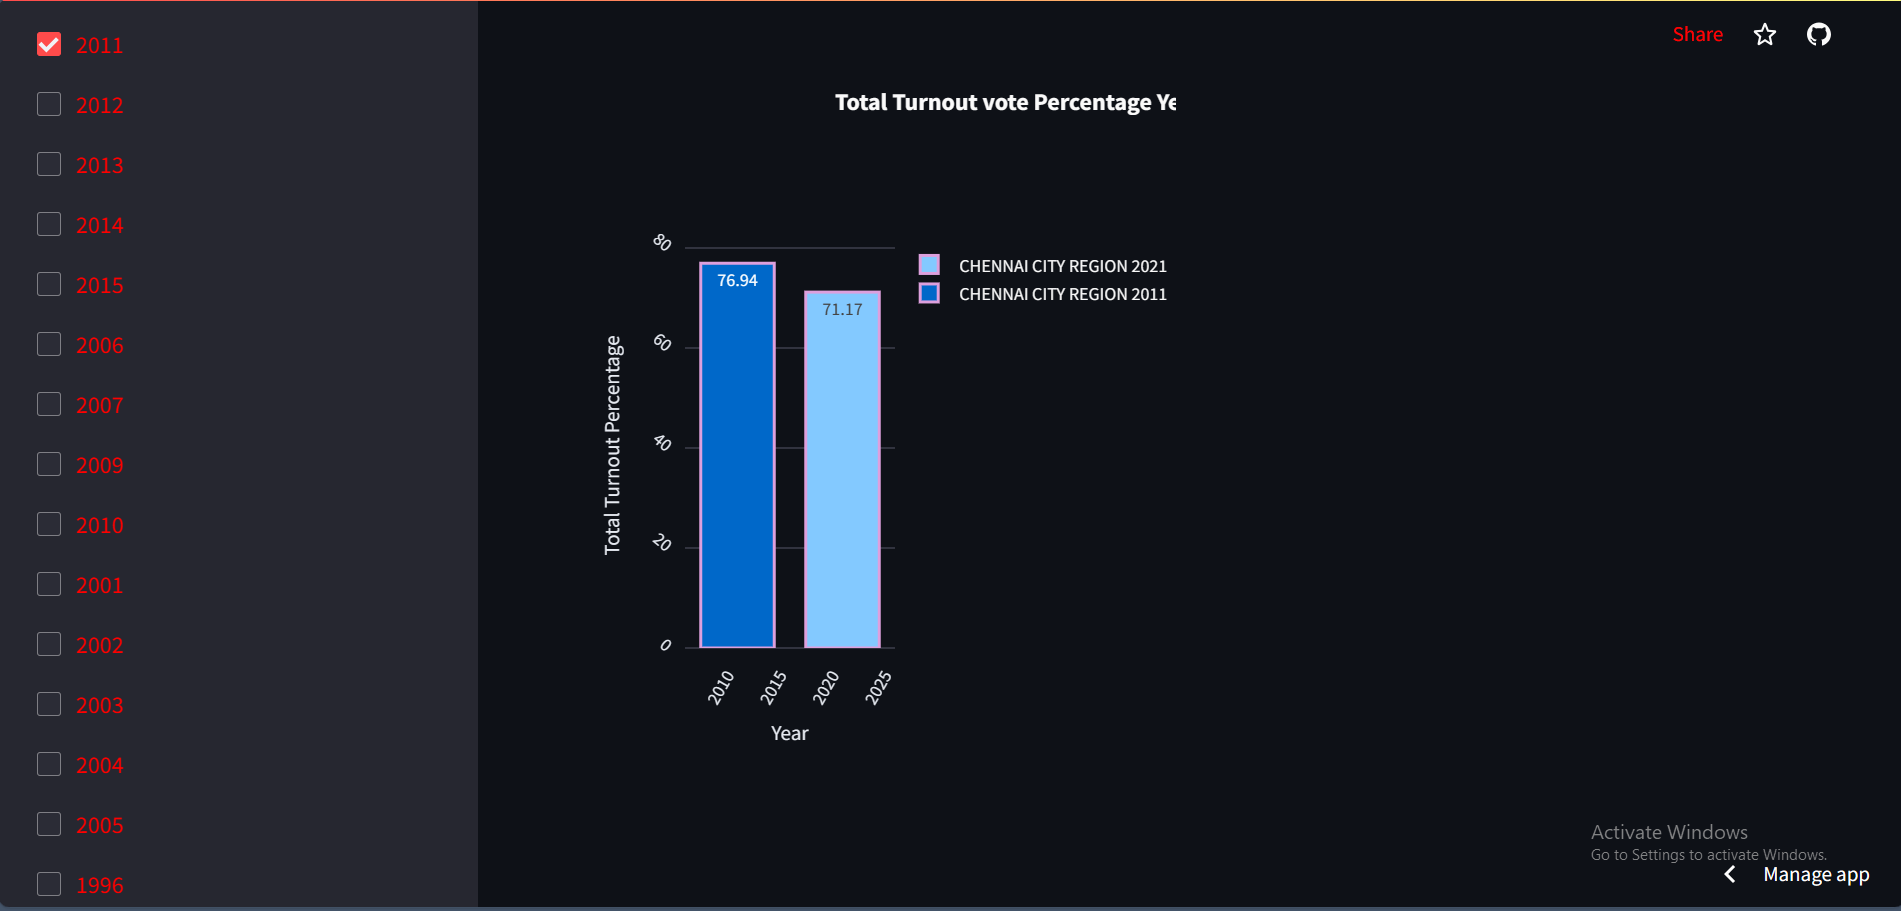 2011
2012
2013
2014
2015
2006
2007
2009
2010
2001
2002
2003
2004
2005
1996
Share
Total Turnout vote Percentage Ye
80
60
40
20
0
Total Turnout Percentage
76.94
71.17
2010
2015
2020
2025
Year
CHENNAI CITY REGION 2021
CHENNAI CITY REGION 2011
Activate Windows
Go to Settings to activate Windows.
Manage app